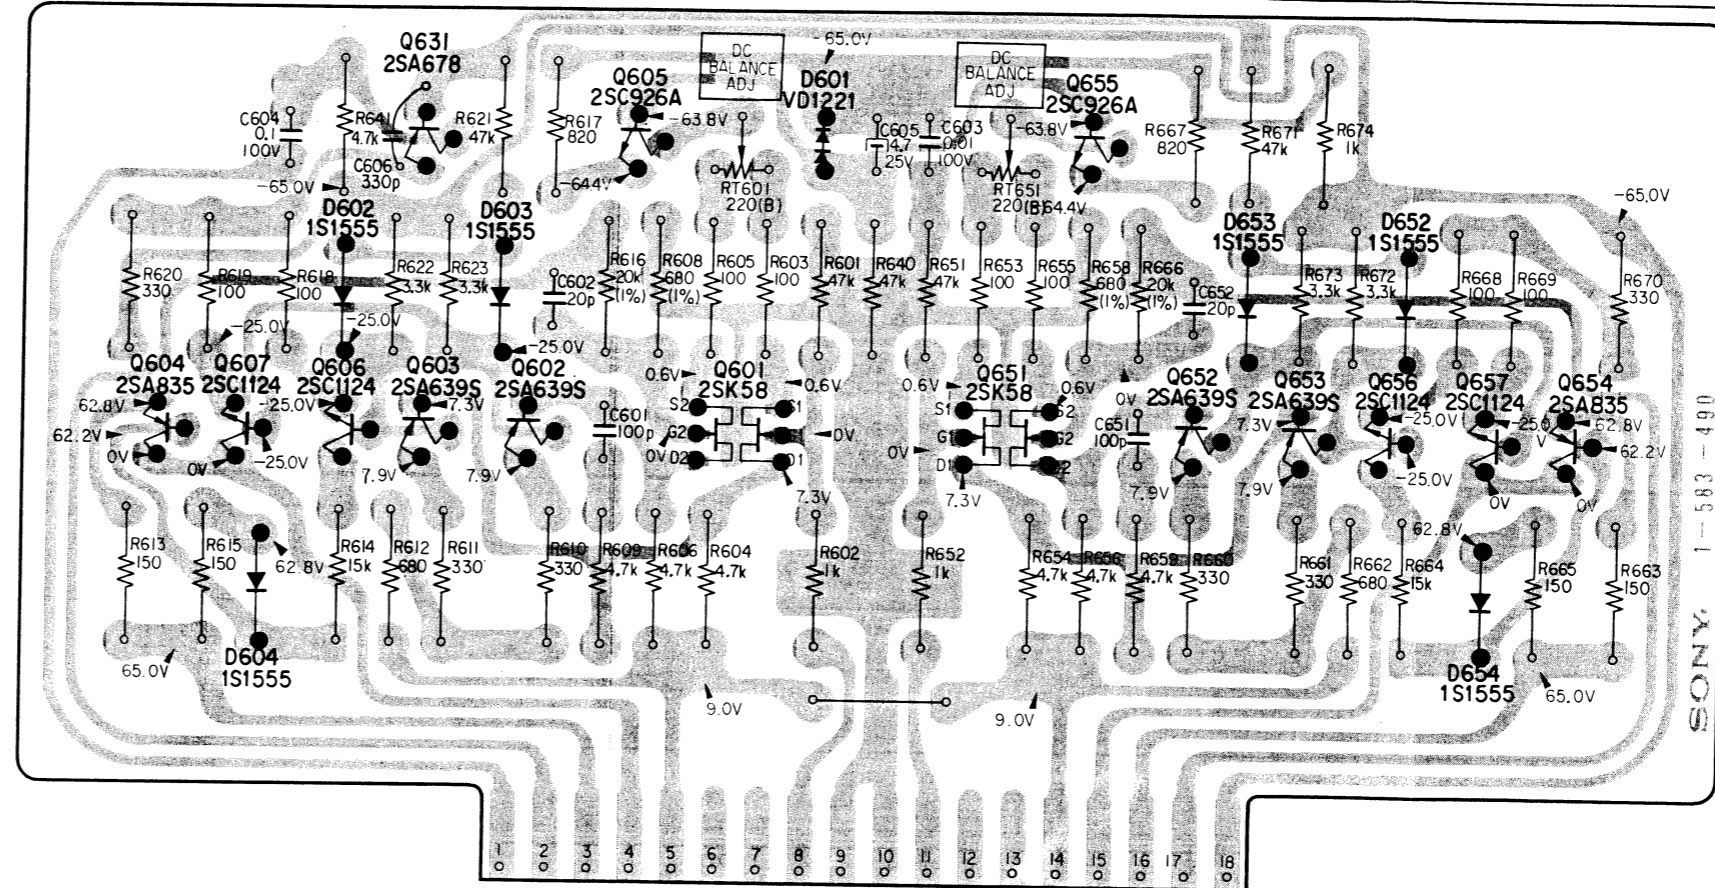 Q631
2SA678
DC
BALANCE
ADJ
-65.0V
D601
VD1221
DC
BALANCE
ADJ
Q605
2SC926A
Q655
2SC926A
C604
0.1
100V
R641
4.7k
C606
330p
R621
47k
R617
820
-63.8V
-64.4V
RT601
220(B)
C605
4.7
25V
C603
0.01
100V
-63.8V
RT651
220(B)
-64.4V
R667
820
R671
47k
R674
1k
-65.0V
D602
1S1555
D603
1S1555
D653
1S1555
D652
1S1555
-65.0V
R620
330
R619
100
R618
100
R622
3.3k
R623
3.3k
C602
20p
R616
20k
(1%)
R608
680
(1%)
R605
100
R603
100
R601
47k
R640
47k
R651
47k
R653
100
R655
100
R658
680
(1%)
R666
20k
(1%)
C652
20p
R673
3.3k
R672
3.3k
R668
100
R669
100
R670
330
-25.0V
-25.0V
-25.0V
Q604
2SA835
Q607
2SC1124
Q606
2SC1124
Q603
2SA639S
Q602
2SA639S
0.6V
Q601
2SK58
0.6V
0.6V
Q651
2SK58
0.6V
0V
Q652
2SA639S
Q653
2SA639S
Q656
2SC1124
Q657
2SC1124
Q654
2SA835
62.8V
62.2V
0V
0V
-25.0V
-25.0V
7.3V
7.9V
7.9V
C601
100p
S2
G2
D2
0V
S1
D1
0V
7.3V
S1
G1
D1
0V
7.3V
S2
G2
C651
100p
7.9V
7.3V
7.9V
-25.0V
-25.0V
-25.0V
62.8V
62.2V
0V
0V
R613
150
R615
150
62.8V
R614
15k
R612
680
R611
330
R610
330
R609
4.7k
R606
4.7k
R604
4.7k
R602
1k
R652
1k
R654
4.7k
R656
4.7k
R659
4.7k
R660
330
R661
330
R662
680
R664
15k
62.8V
R665
150
R663
150
65.0V
D604
1S1555
9.0V
9.0V
D654
1S1555
65.0V
1-583-490
SONY.
1 2 3 4 5 6 7 8 9 10 11 12 13 14 15 16 17 18